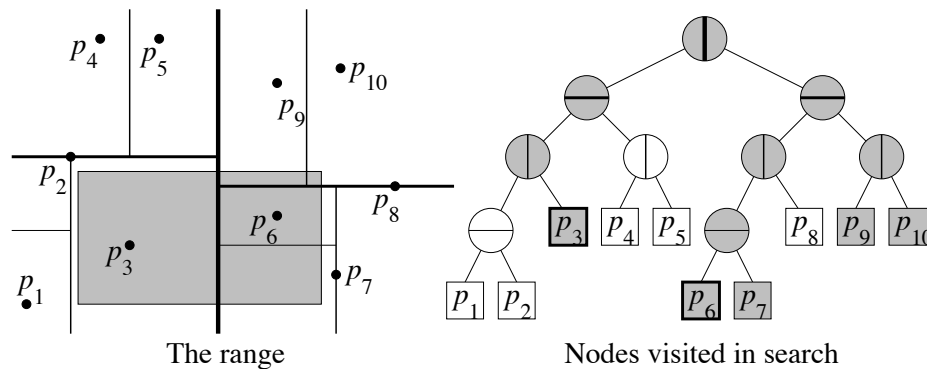 p4
p5
p9
p10
p2
p8
p3
p6
p7
p1
The range
p3
p4
p5
p8
p9
p10
p1
p2
p6
p7
Nodes visited in search